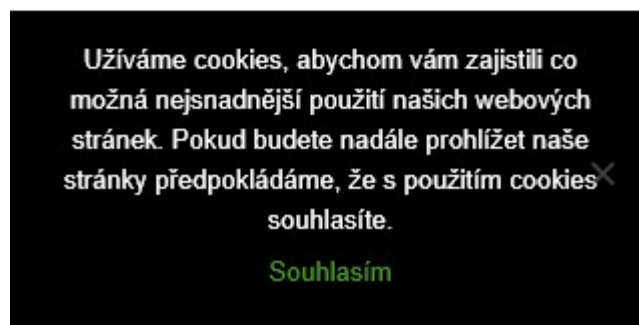 Užíváme cookies, abychom vám zajistili co
možná nejsnadnější použití našich webových
stránek. Pokud budete nadále prohlížet naše
stránky předpokládáme, že s použitím cookies
souhlasíte.
Souhlasím